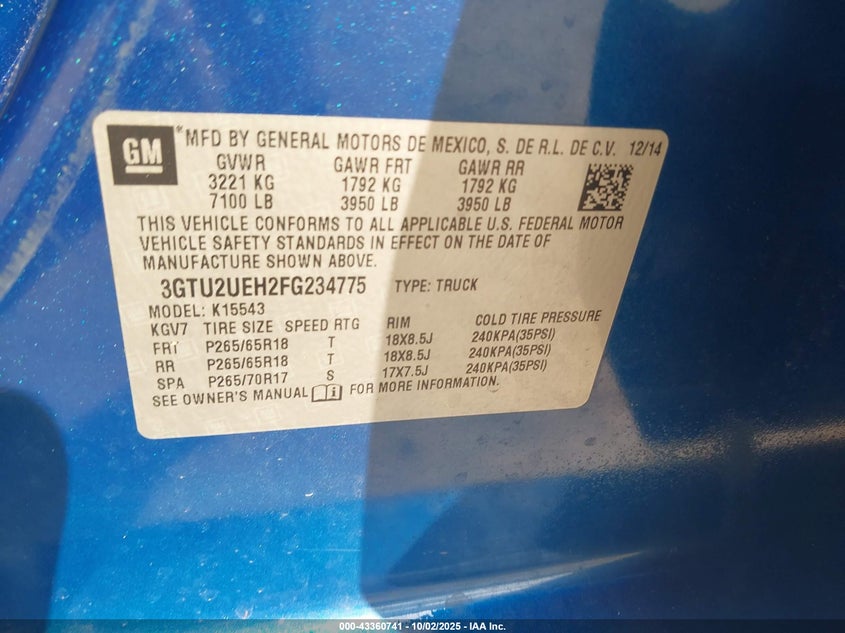 GM
*MFD BY GENERAL MOTORS DE MEXICO, S. DE R.L. DE C.V. 12/14
GVWR GAWR FRT GAWR RR
3221 KG 1792 KG 1792 KG
7100 LB 3950 LB 3950 LB
THIS VEHICLE CONFORMS TO ALL APPLICABLE U.S. FEDERAL MOTOR
VEHICLE SAFETY STANDARDS IN EFFECT ON THE DATE OF
MANUFACTURE SHOWN ABOVE.
3GTU2UEH2FG234775 TYPE: TRUCK
MODEL: K15543
KGV7 TIRE SIZE SPEED RTG RIM COLD TIRE PRESSURE
FRT P265/65R18 T 18X8.5J 240KPA(35PSI)
RR P265/65R18 T 18X8.5J 240KPA(35PSI)
SPA P265/70R17 S 17X7.5J 240KPA(35PSI)
SEE OWNER'S MANUAL FOR MORE INFORMATION.
000-43360741 - 10/02/2025 - IAA Inc.